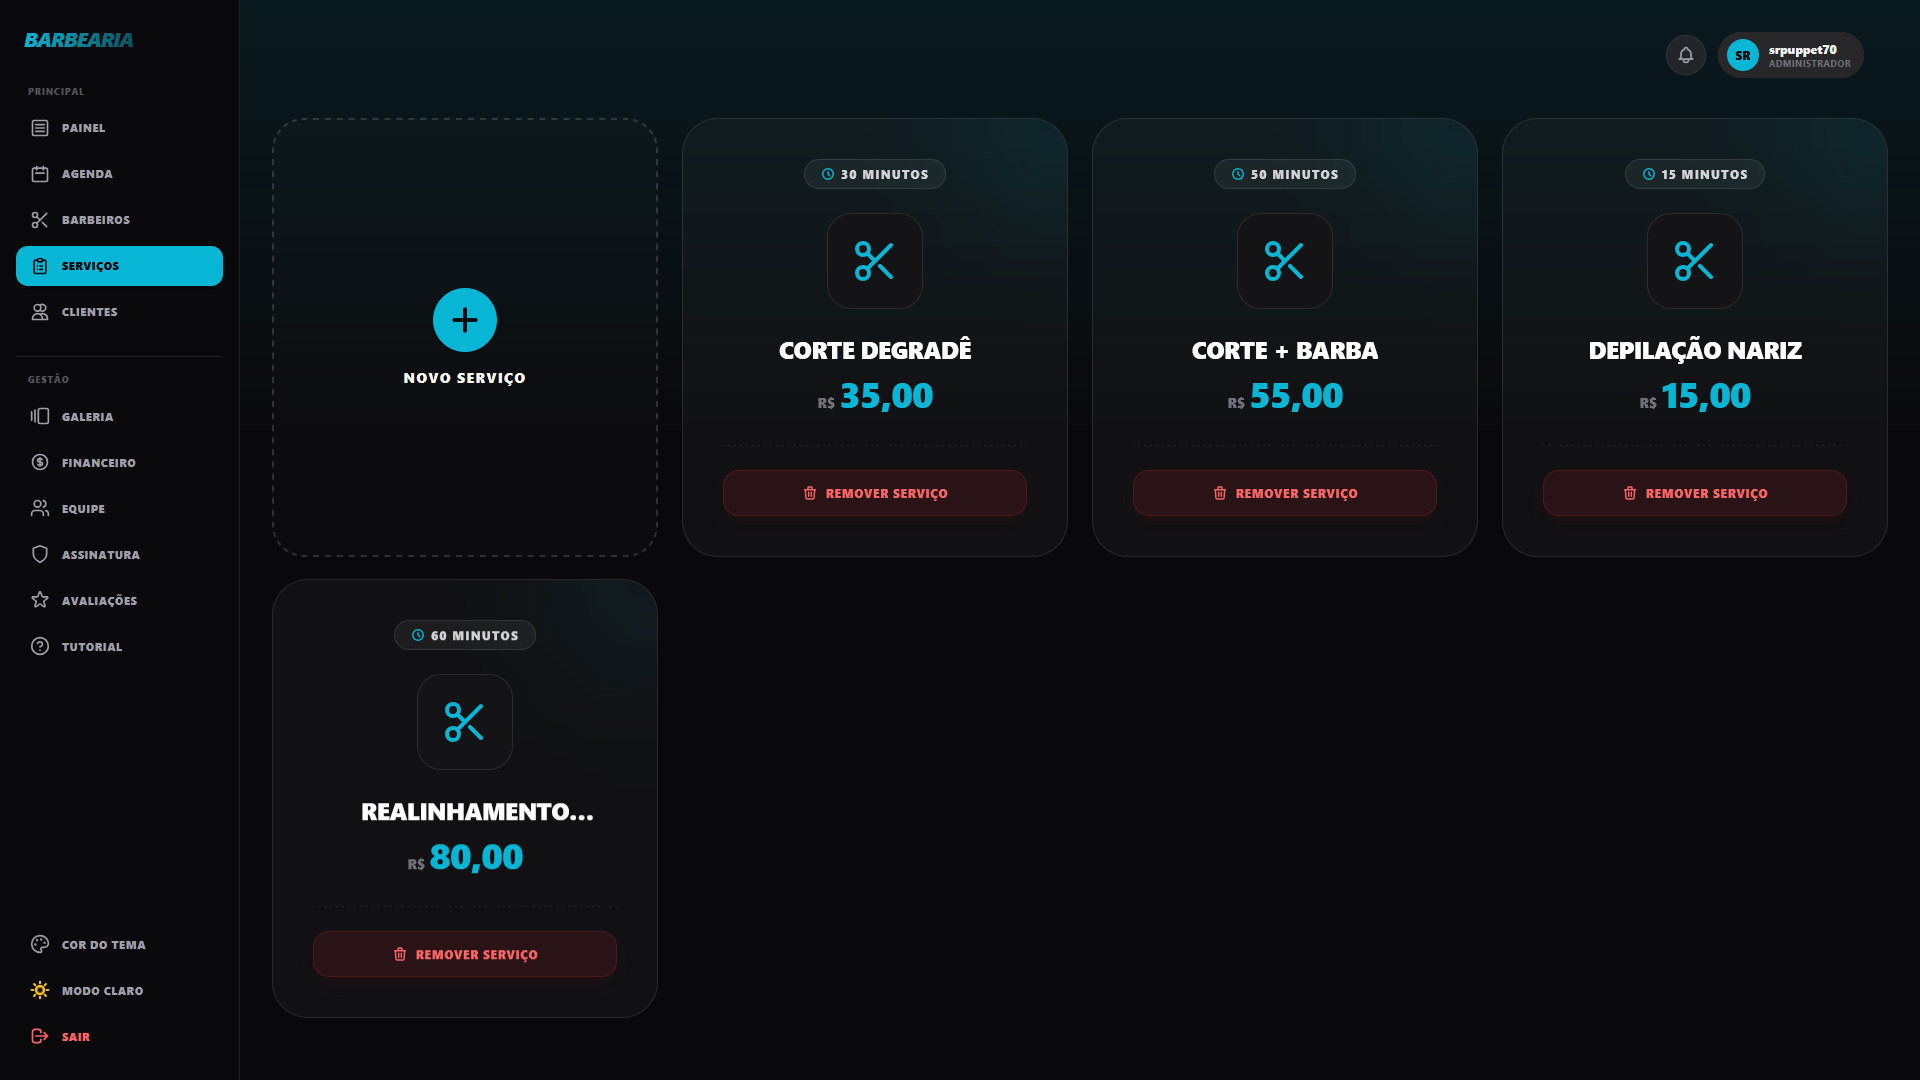 BARBEARIA
PRINCIPAL
PAINEL
AGENDA
BARBEIROS
SERVIÇOS
CLIENTES
GESTÃO
GALERIA
FINANCEIRO
EQUIPE
ASSINATURA
AVALIAÇÕES
TUTORIAL
COR DO TEMA
MODO CLARO
SAIR
SR
srpuppet70
ADMINISTRADOR
NOVO SERVIÇO
30 MINUTOS
CORTE DEGRADÊ
R$ 35,00
REMOVER SERVIÇO
50 MINUTOS
CORTE + BARBA
R$ 55,00
REMOVER SERVIÇO
15 MINUTOS
DEPILAÇÃO NARIZ
R$ 15,00
REMOVER SERVIÇO
60 MINUTOS
REALINHAMENTO...
R$ 80,00
REMOVER SERVIÇO